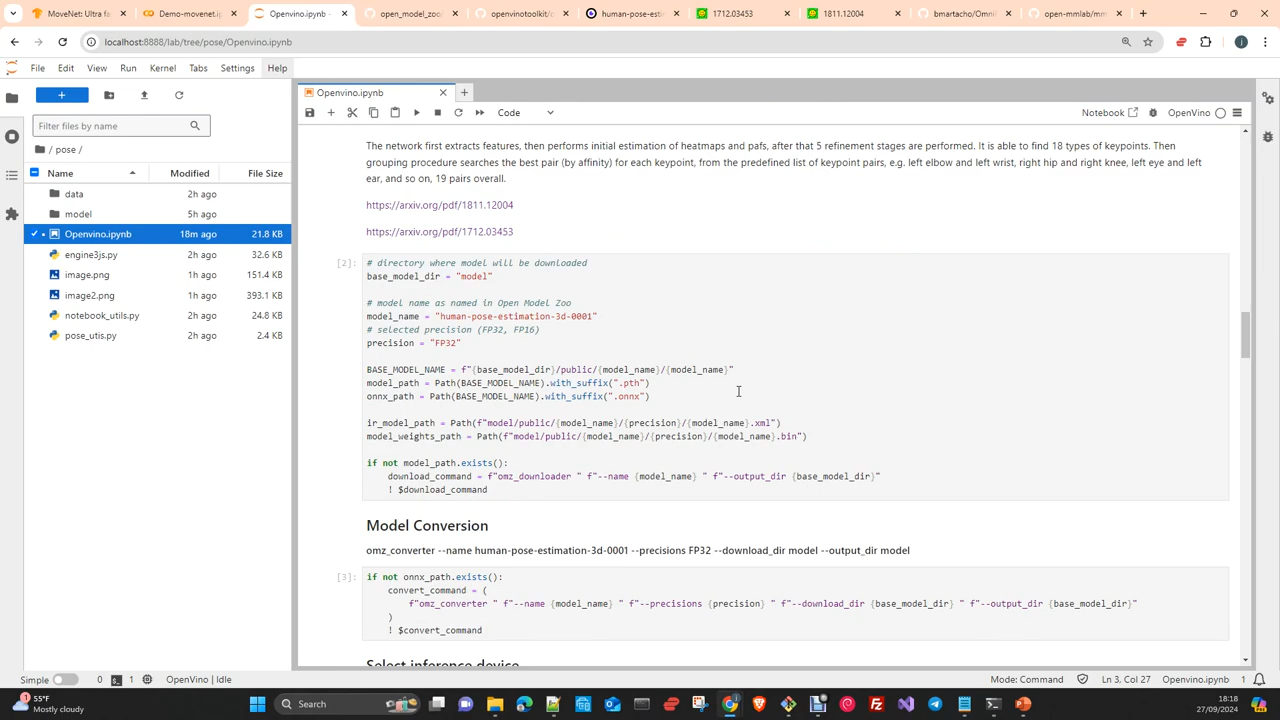 MoveNet: Ultra fa
Demo-movenet.ip
Openvino.ipynb
open_model_zoo
openvinotoolkit/c
human-pose-estim
1712.03453
1811.12004
bmartacho/Omnil
open-mmlab/mm
localhost:8888/lab/tree/pose/Openvino.ipynb
File Edit View Run Kernel Tabs Settings Help
Openvino.ipynb
Filter files by name
Code
Notebook
OpenVino
/ pose /
Name Modified File Size
data 2h ago
model 5h ago
Openvino.ipynb 18m ago 21.8 KB
engine3js.py 2h ago 32.6 KB
image.png 1h ago 151.4 KB
image2.png 1h ago 393.1 KB
notebook_utils.py 2h ago 24.8 KB
pose_utis.py 2h ago 2.4 KB
The network first extracts features, then performs initial estimation of heatmaps and pafs, after that 5 refinement stages are performed. It is able to find 18 types of keypoints. Then
grouping procedure searches the best pair (by affinity) for each keypoint, from the predefined list of keypoint pairs, e.g. left elbow and left wrist, right hip and right knee, left eye and left
ear, and so on, 19 pairs overall.
https://arxiv.org/pdf/1811.12004
https://arxiv.org/pdf/1712.03453
[2]:
# directory where model will be downloaded
base_model_dir = "model"
# model name as named in Open Model Zoo
model_name = "human-pose-estimation-3d-0001"
# selected precision (FP32, FP16)
precision = "FP32"
BASE_MODEL_NAME = f"{base_model_dir}/public/{model_name}/{model_name}"
model_path = Path(BASE_MODEL_NAME).with_suffix(".pth")
onnx_path = Path(BASE_MODEL_NAME).with_suffix(".onnx")
ir_model_path = Path(f"model/public/{model_name}/{precision}/{model_name}.xml")
model_weights_path = Path(f"model/public/{model_name}/{precision}/{model_name}.bin")
if not model_path.exists():
download_command = f"omz_downloader " f"--name {model_name} " f"--output_dir {base_model_dir}"
! $download_command
Model Conversion
omz_converter --name human-pose-estimation-3d-0001 --precisions FP32 --download_dir model --output_dir model
[3]:
if not onnx_path.exists():
convert_command = (
f"omz_converter " f"--name {model_name} " f"--precisions {precision} " f"--download_dir {base_model_dir} " f"--output_dir {base_model_dir}"
)
! $convert_command
Select inference device
Simple 0 1 OpenVino | Idle
Mode: Command Ln 3, Col 27 Openvino.ipynb 1
55°F
Mostly cloudy
Search
18:18
27/09/2024